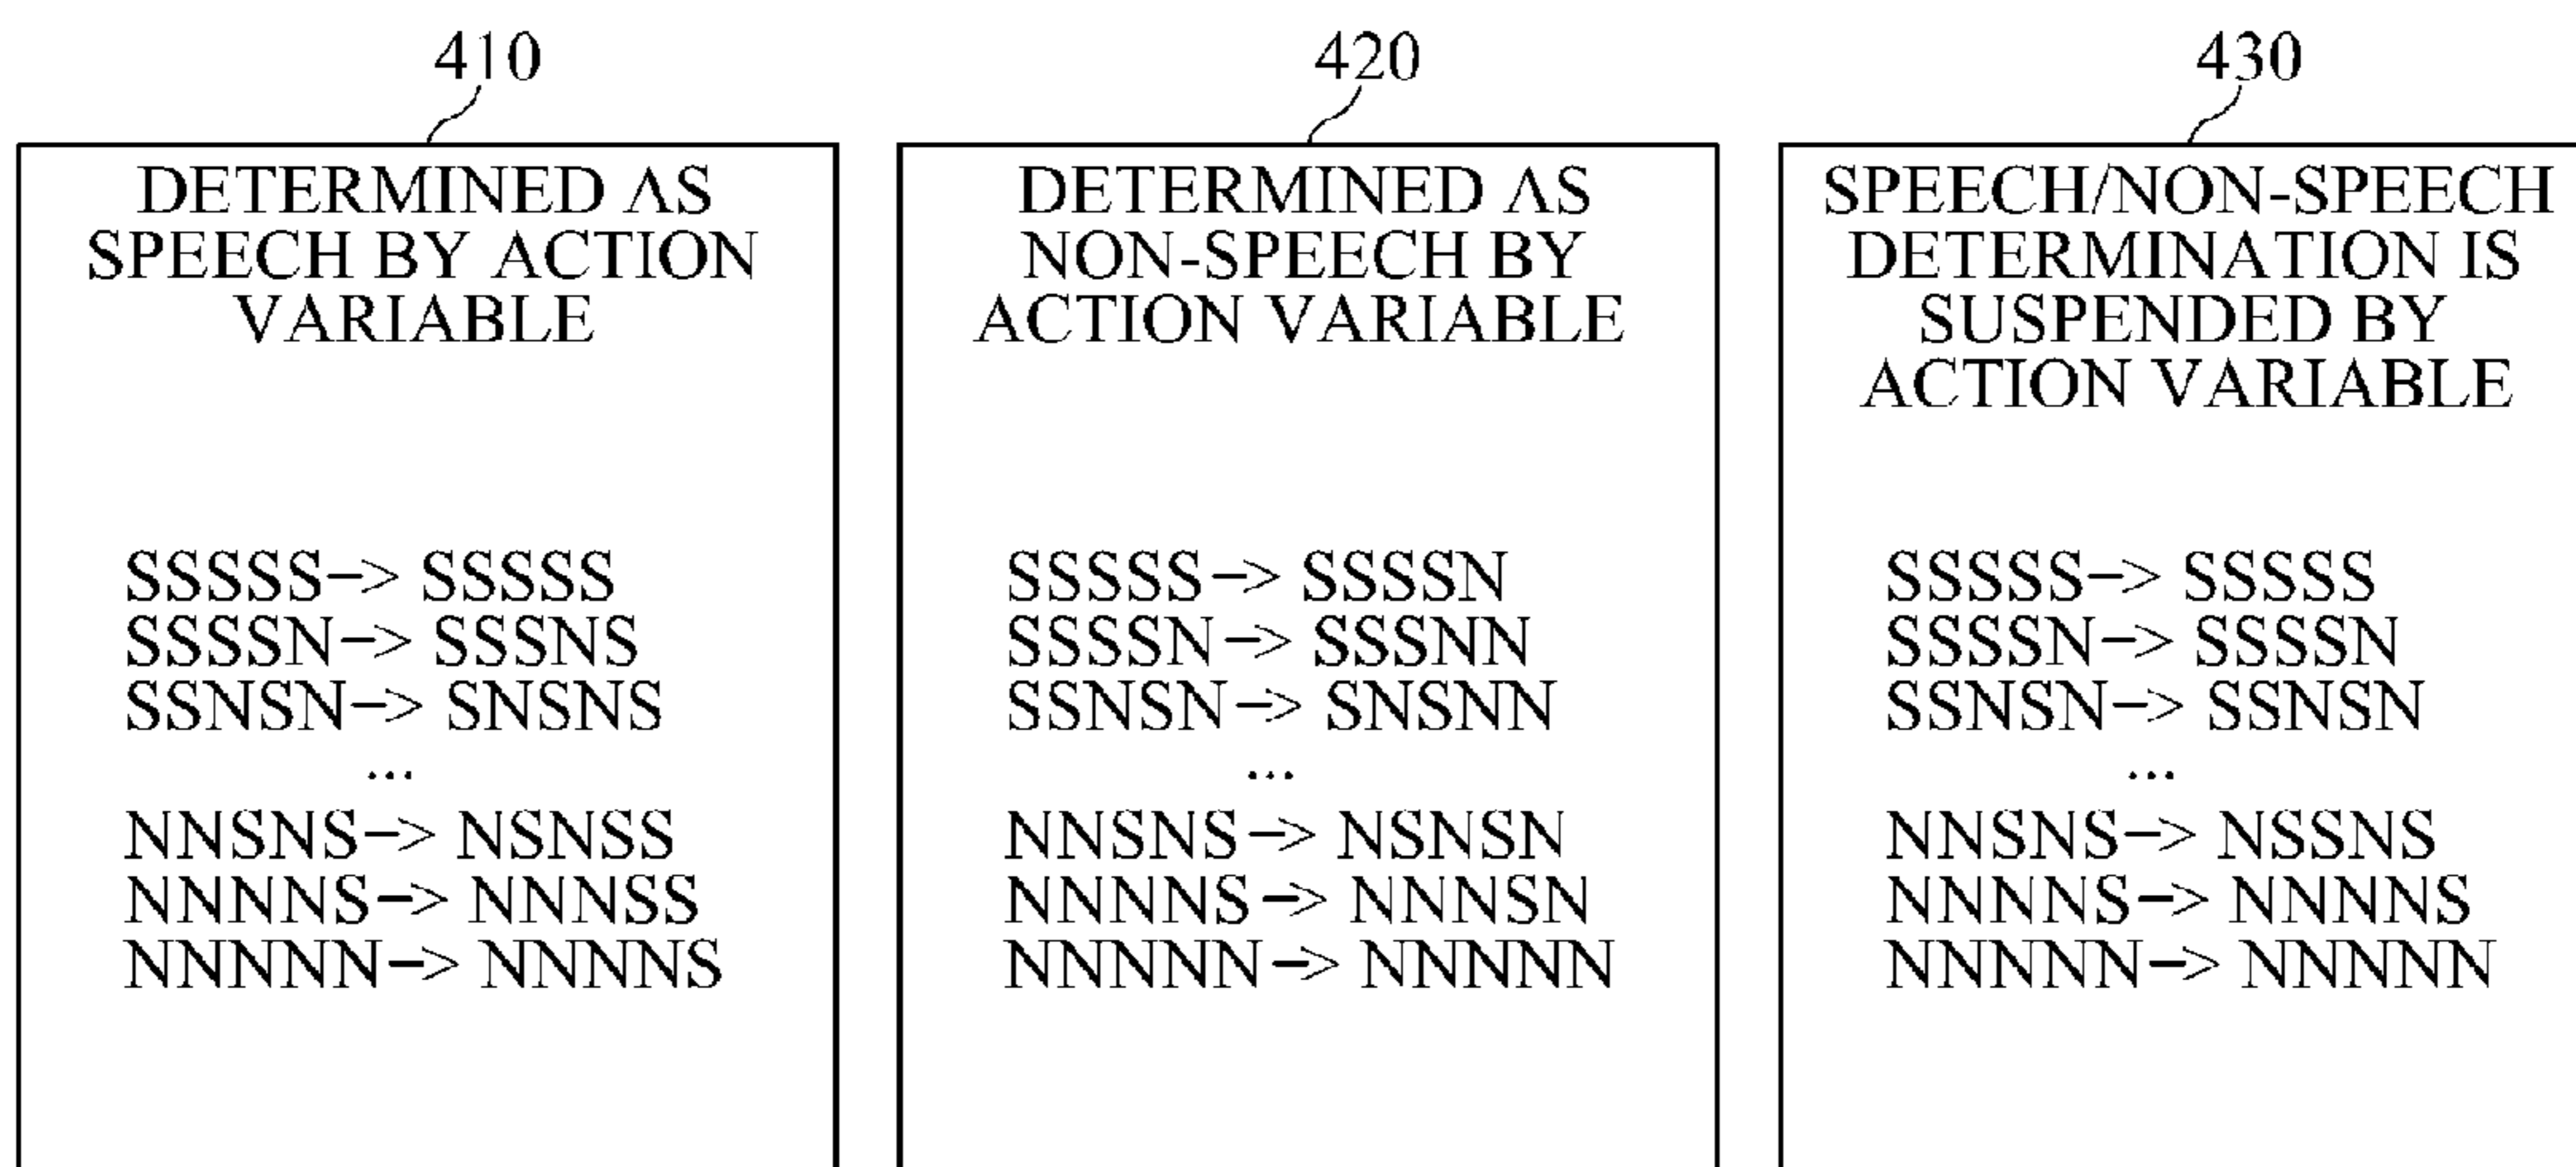 410
DETERMINED AS
SPEECH BY ACTION
VARIABLE
SSSSS-> SSSSS
SSSSN-> SSSNS
SSNSN-> SNSNS
...
NNSNS-> NSNSS
NNNNS-> NNNSS
NNNNN-> NNNNS
420
DETERMINED AS
NON-SPEECH BY
ACTION VARIABLE
SSSSS-> SSSSN
SSSSN-> SSSNN
SSNSN-> SNSNN
...
NNSNS-> NSNSN
NNNNS-> NNNSN
NNNNN-> NNNNN
430
SPEECH/NON-SPEECH
DETERMINATION IS
SUSPENDED BY
ACTION VARIABLE
SSSSS-> SSSSS
SSSSN-> SSSSN
SSNSN-> SSNSN
...
NNSNS-> NSSNS
NNNNS-> NNNNS
NNNNN-> NNNNN